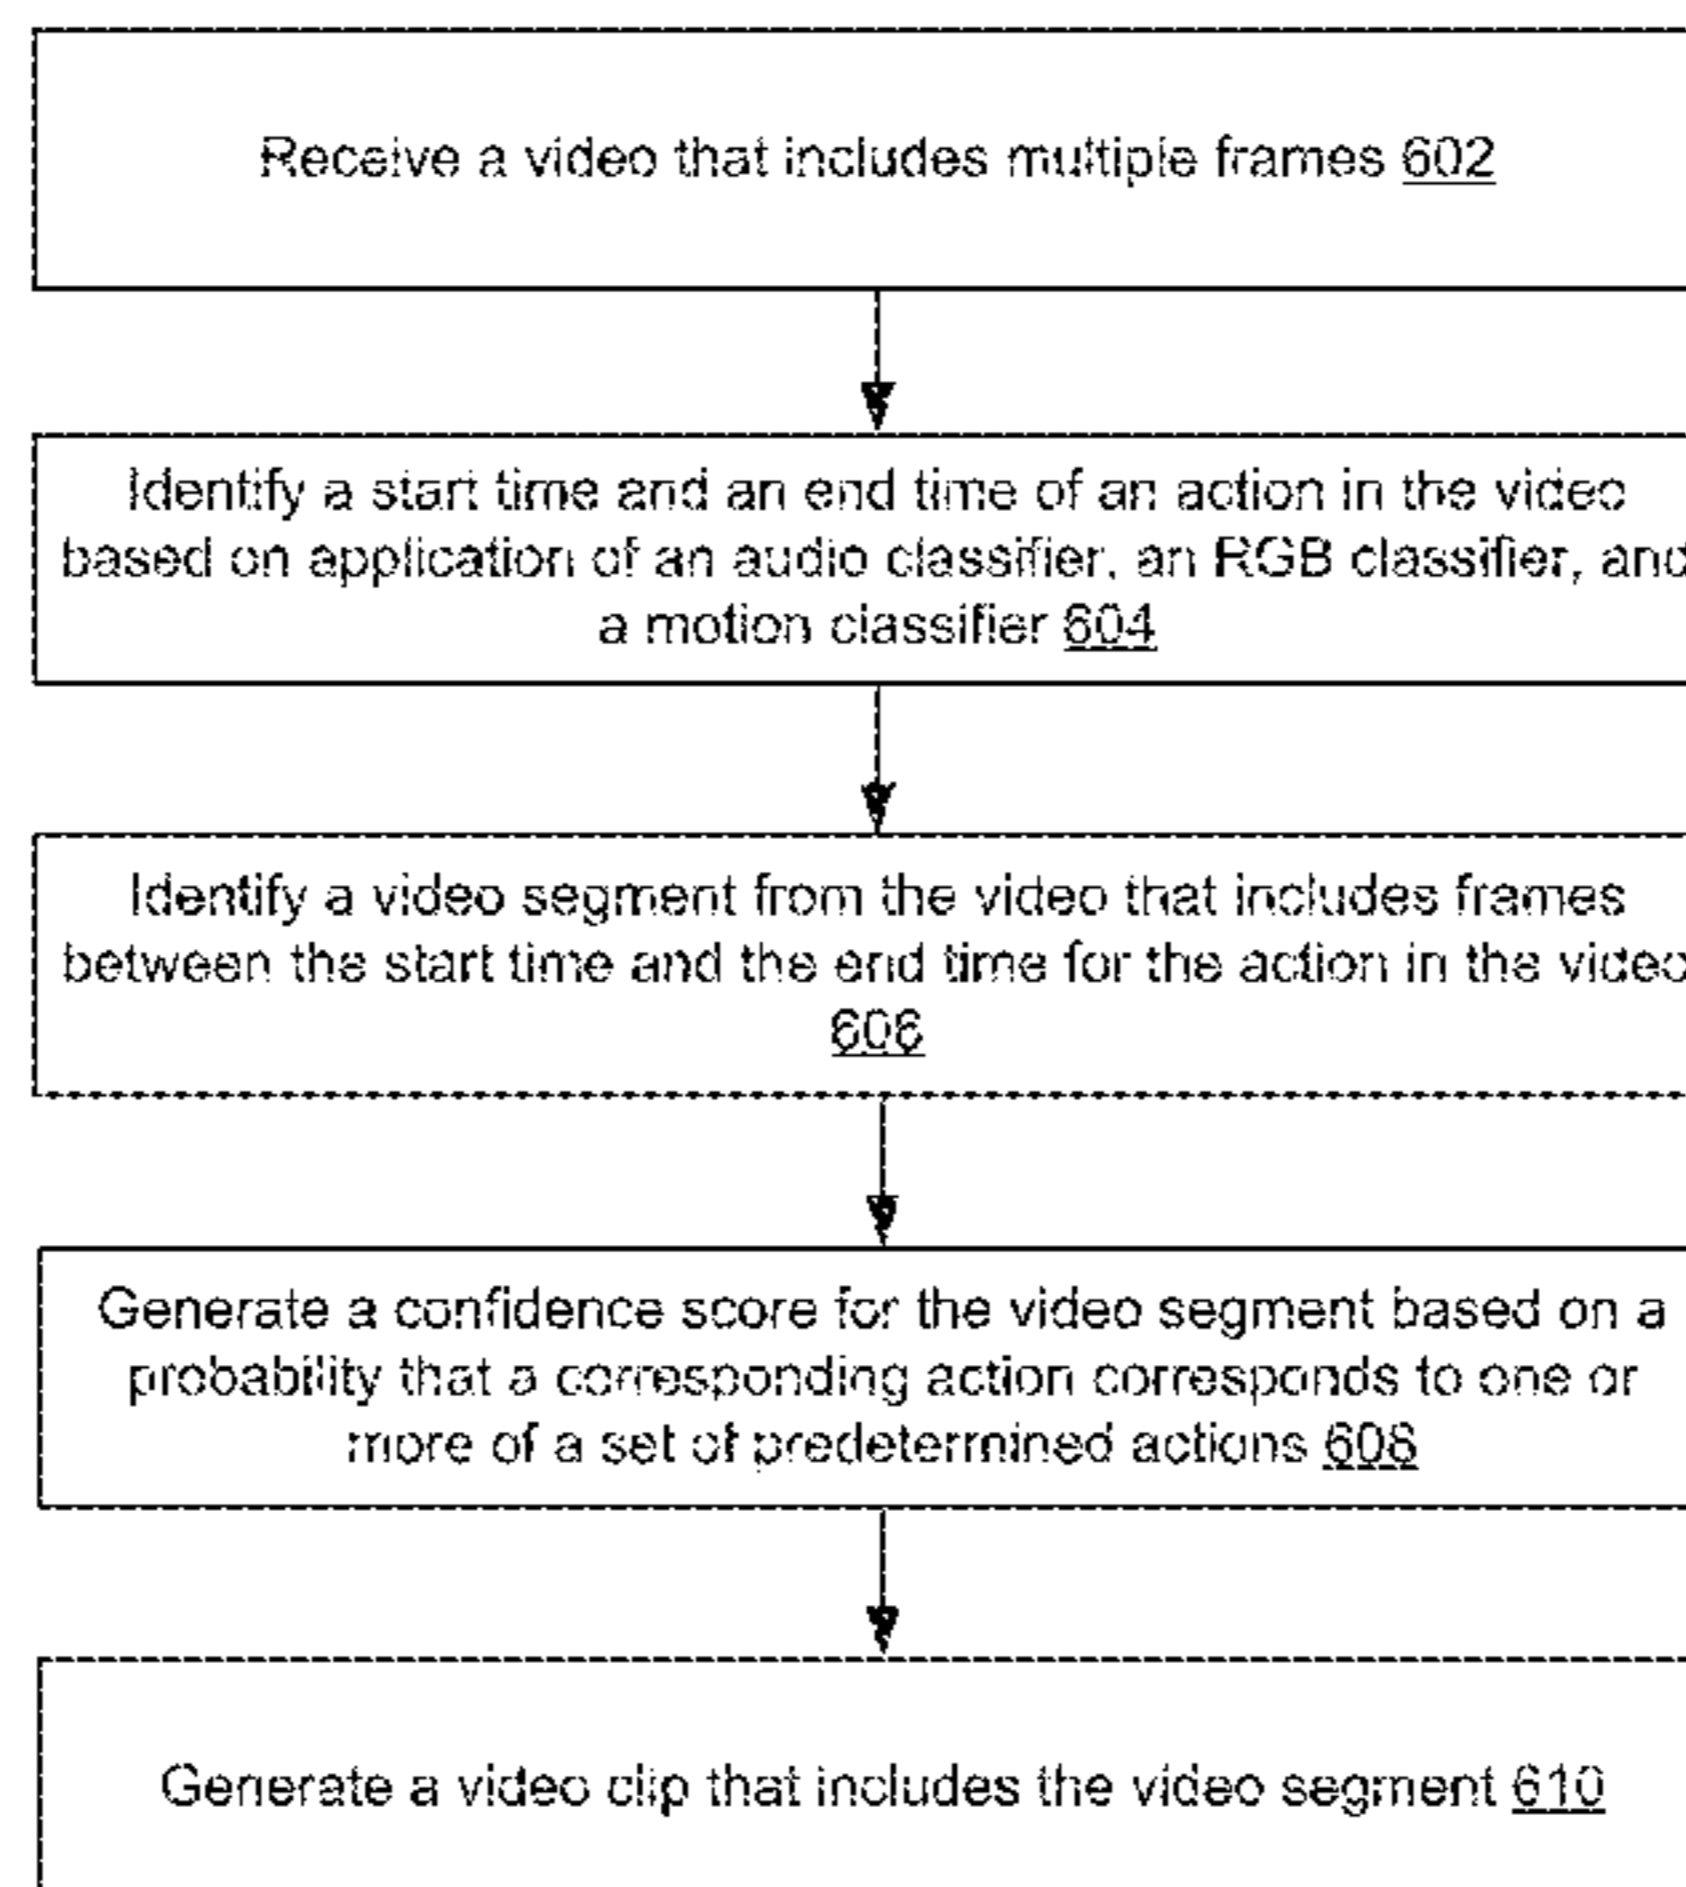 Receive a video that includes multiple frames 602
Identify a start time and an end time of an action in the video
based on application of an audio classifier, an RGB classifier, and
a motion classifier 604
Identify a video segment from the video that includes frames
between the start time and the end time for the action in the video
606
Generate a confidence score for the video segment based on a
probability that a corresponding action corresponds to one or
more of a set of predetermined actions 608
Generate a video clip that includes the video segment 610